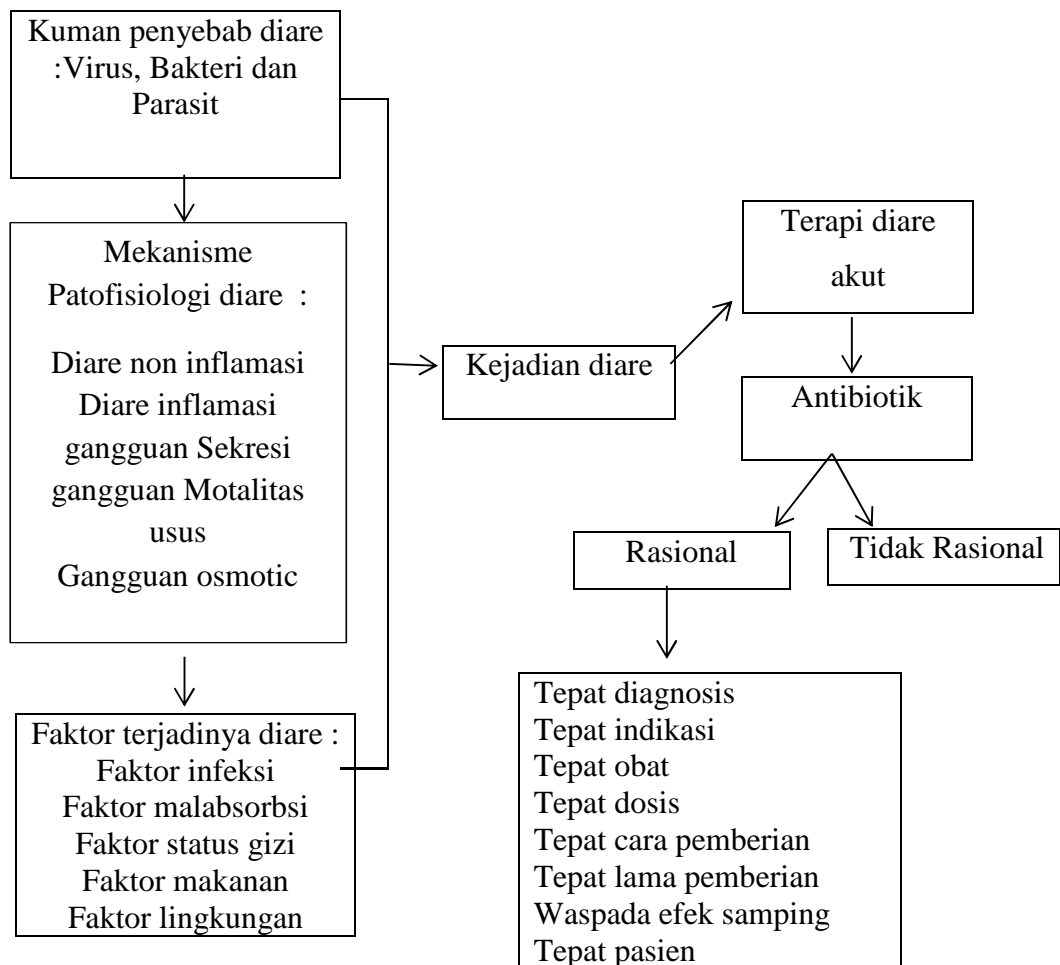 Kuman penyebab diare
:Virus, Bakteri dan
Parasit
Mekanisme
Patofisiologi diare :
Diare non inflamasi
Diare inflamasi
gangguan Sekresi
gangguan Motalitas
usus
Gangguan osmotic
Faktor terjadinya diare :
Faktor infeksi
Faktor malabsorbsi
Faktor status gizi
Faktor makanan
Faktor lingkungan
Kejadian diare
Terapi diare
akut
Antibiotik
Rasional
Tidak Rasional
Tepat diagnosis
Tepat indikasi
Tepat obat
Tepat dosis
Tepat cara pemberian
Tepat lama pemberian
Waspada efek samping
Tepat pasien